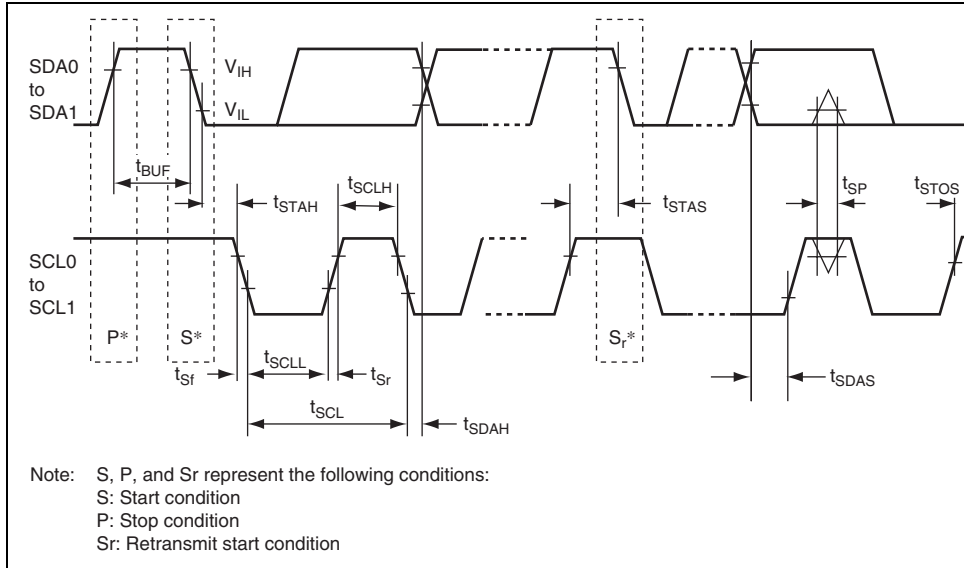 SDA0
to
SDA1
VIH
VIL
tBUF
tSTAH
tSCLH
tSTAS
tSP
tSTOS
SCL0
to
SCL1
P*
S*
Sr*
tSf
tSCLL
tSr
tSCL
tSDAH
tSDAS
Note: S, P, and Sr represent the following conditions:
S: Start condition
P: Stop condition
Sr: Retransmit start condition